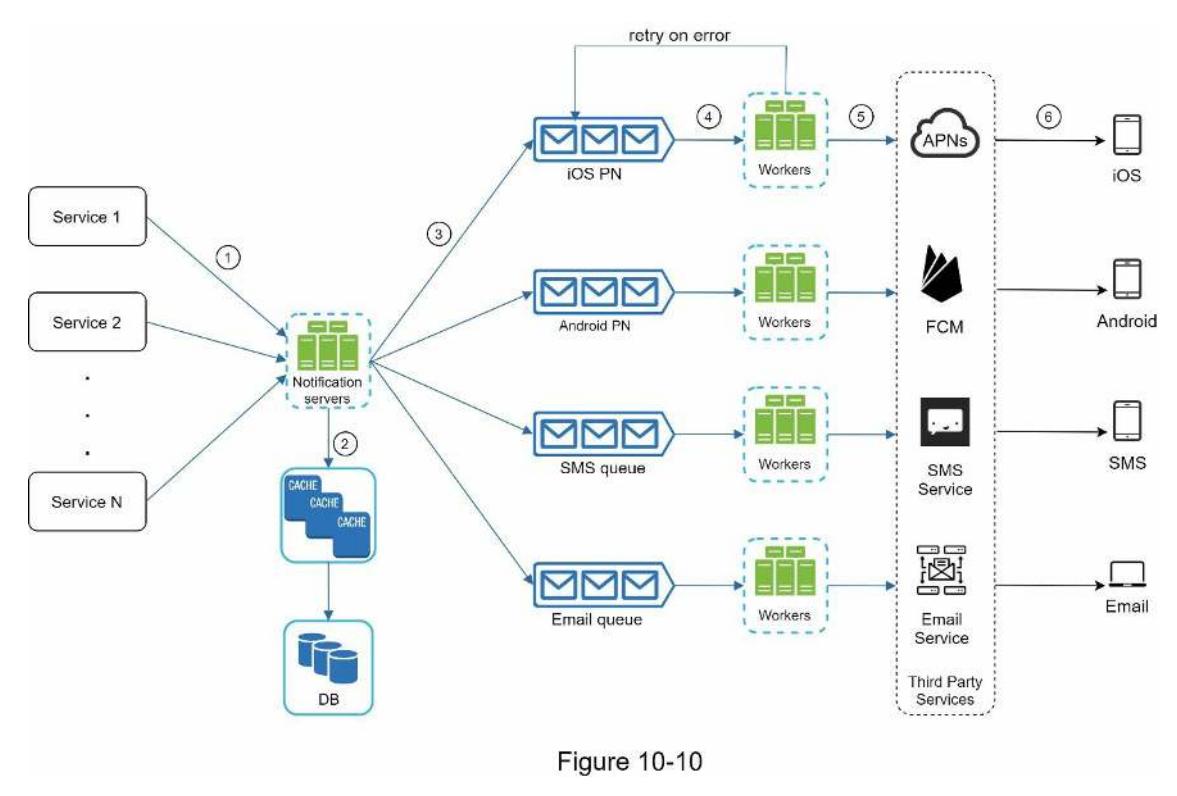 retry on error
4
5
6
APNs
iOS PN
Workers
iOS
Service 1
3
1
Service 2
Android PN
Workers
FCM
Android
Notification
servers
.
.
.
2
SMS queue
Workers
SMS
Service
SMS
Service N
CACHE
CACHE
CACHE
Email queue
Workers
Email
Service
Email
DB
Third Party
Services
Figure 10-10